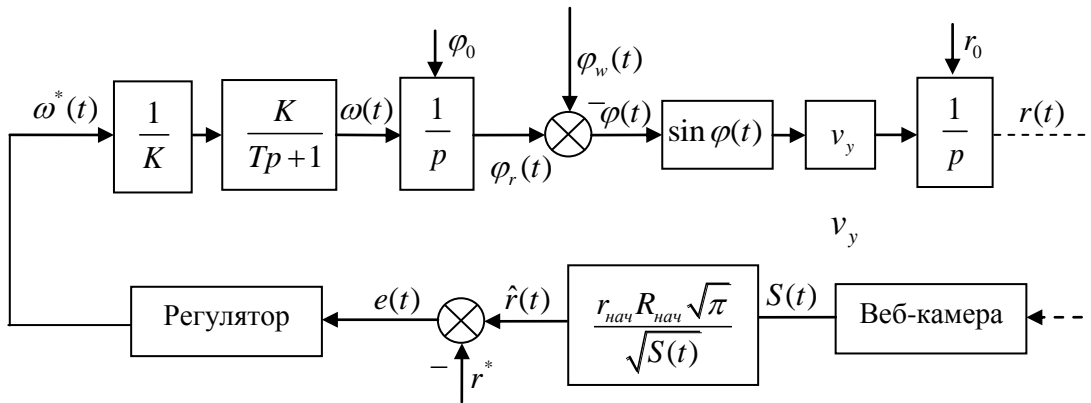 φ₀
φ_w(t)
r₀
ω*(t)
1/K
K/(Tp+1)
ω(t)
1/p
φ_r(t)
−
φ(t)
sin φ(t)
v_y
1/p
r(t)
v_y
Регулятор
e(t)
r̂(t)
r_нач R_нач √π / √S(t)
S(t)
Веб-камера
−
r*